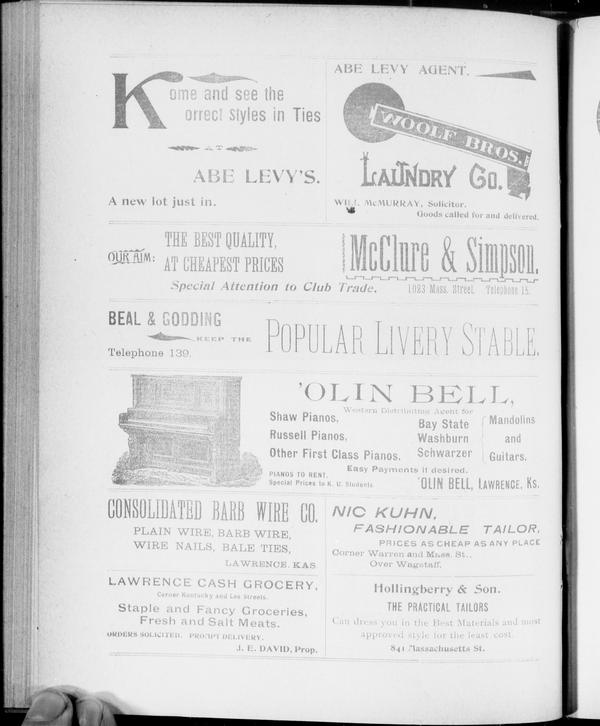 Kome and see the
Korrect Styles in Ties
AT
ABE LEVY'S.
A new lot just in.
ABE LEVY AGENT.
WOOLF BROS.
LAUNDRY CO.
WILL McMURRAY, Solicitor.
Goods called for and delivered.
OUR AIM:
THE BEST QUALITY,
AT CHEAPEST PRICES
McClure & Simpson.
Special Attention to Club Trade.
1023 Mass. Street. Telephone 15.
BEAL & GODDING
KEEP THE
Telephone 139.
POPULAR LIVERY STABLE.
'OLIN BELL,
Western Distributing Agent for
Shaw Pianos,
Russell Pianos,
Other First Class Pianos.
Bay State
Washburn
Schwarzer
Mandolins
and
Guitars.
Easy Payments if desired.
PIANOS TO RENT.
Special Prices to K. U. Students.
'OLIN BELL, LAWRENCE, KS.
CONSOLIDATED BARB WIRE CO.
PLAIN WIRE, BARB WIRE,
WIRE NAILS, BALE TIES,
LAWRENCE, KAS
NIC KUHN,
FASHIONABLE TAILOR,
PRICES AS CHEAP AS ANY PLACE
Corner Warren and Mass. St.,
Over Wagstaff.
LAWRENCE CASH GROCERY,
Corner Kentucky and Lee Streets.
Staple and Fancy Groceries,
Fresh and Salt Meats.
ORDERS SOLICITED. PROMPT DELIVERY.
J. E. DAVID, Prop.
Hollingberry & Son.
THE PRACTICAL TAILORS
Can dress you in the Best Materials and most
approved style for the least cost.
841 Massachusetts St.